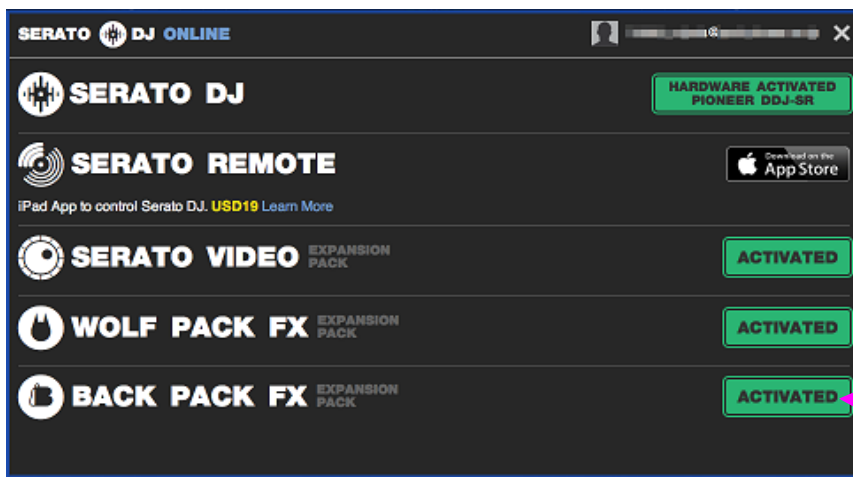 SERATO DJ ONLINE
SERATO DJ
HARDWARE ACTIVATED
PIONEER DDJ-SR
SERATO REMOTE
Download on the
App Store
iPad App to control Serato DJ. USD19 Learn More
SERATO VIDEO EXPANSION PACK
ACTIVATED
WOLF PACK FX EXPANSION PACK
ACTIVATED
BACK PACK FX EXPANSION PACK
ACTIVATED